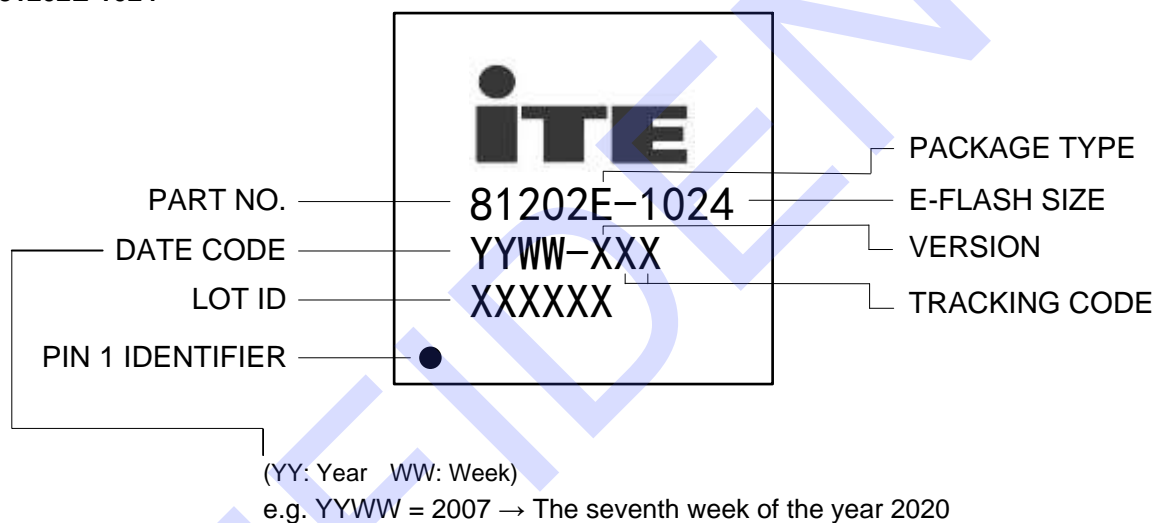 iTE
PACKAGE TYPE
PART NO.
81202E-1024
E-FLASH SIZE
DATE CODE
YYWW-XXX
VERSION
LOT ID
XXXXXX
TRACKING CODE
PIN 1 IDENTIFIER
(YY: Year WW: Week)
e.g. YYWW = 2007 → The seventh week of the year 2020